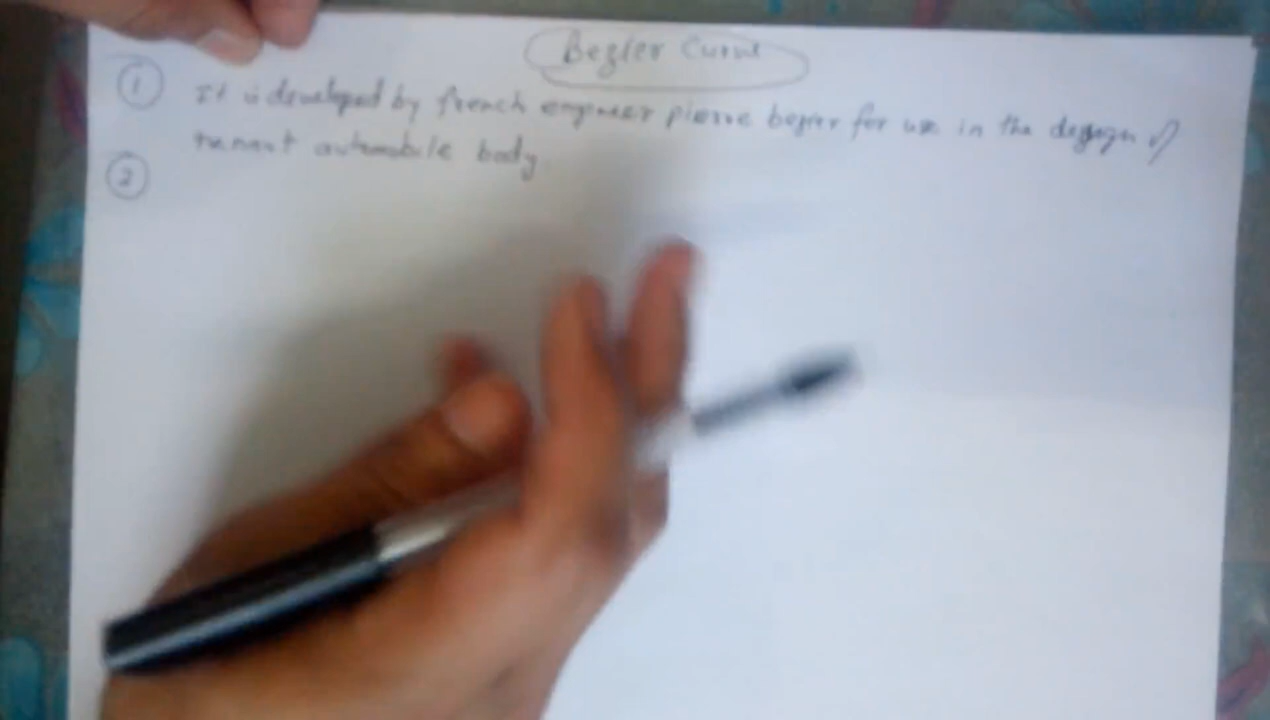 Bezier Curve
① It is developed by french engineer pierre bezier for use in the design of
renault automobile body.
②